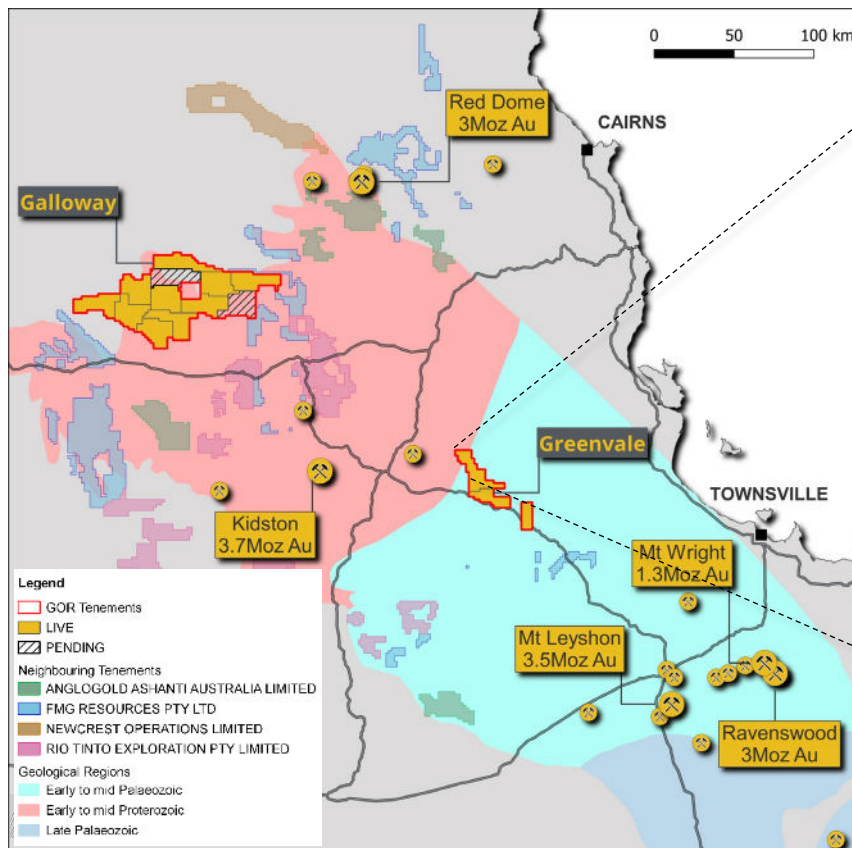 0 50 100 km
Red Dome
3Moz Au
CAIRNS
Galloway
Greenvale
TOWNSVILLE
Kidston
3.7Moz Au
Mt Wright
1.3Moz Au
Mt Leyshon
3.5Moz Au
Ravenswood
3Moz Au
Legend
GOR Tenements
LIVE
PENDING
Neighbouring Tenements
ANGLOGOLD ASHANTI AUSTRALIA LIMITED
FMG RESOURCES PTY LTD
NEWCREST OPERATIONS LIMITED
RIO TINTO EXPLORATION PTY LIMITED
Geological Regions
Early to mid Palaeozoic
Early to mid Proterozoic
Late Palaeozoic